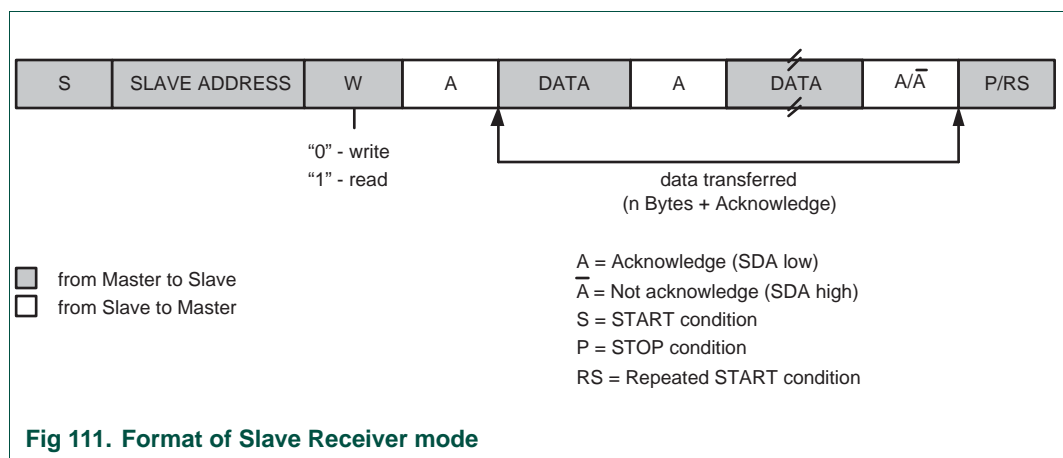 S SLAVE ADDRESS W A DATA A DATA A/A̅ P/RS
“0” - write
“1” - read
data transferred
(n Bytes + Acknowledge)
from Master to Slave
from Slave to Master
A = Acknowledge (SDA low)
A̅ = Not acknowledge (SDA high)
S = START condition
P = STOP condition
RS = Repeated START condition
Fig 111. Format of Slave Receiver mode